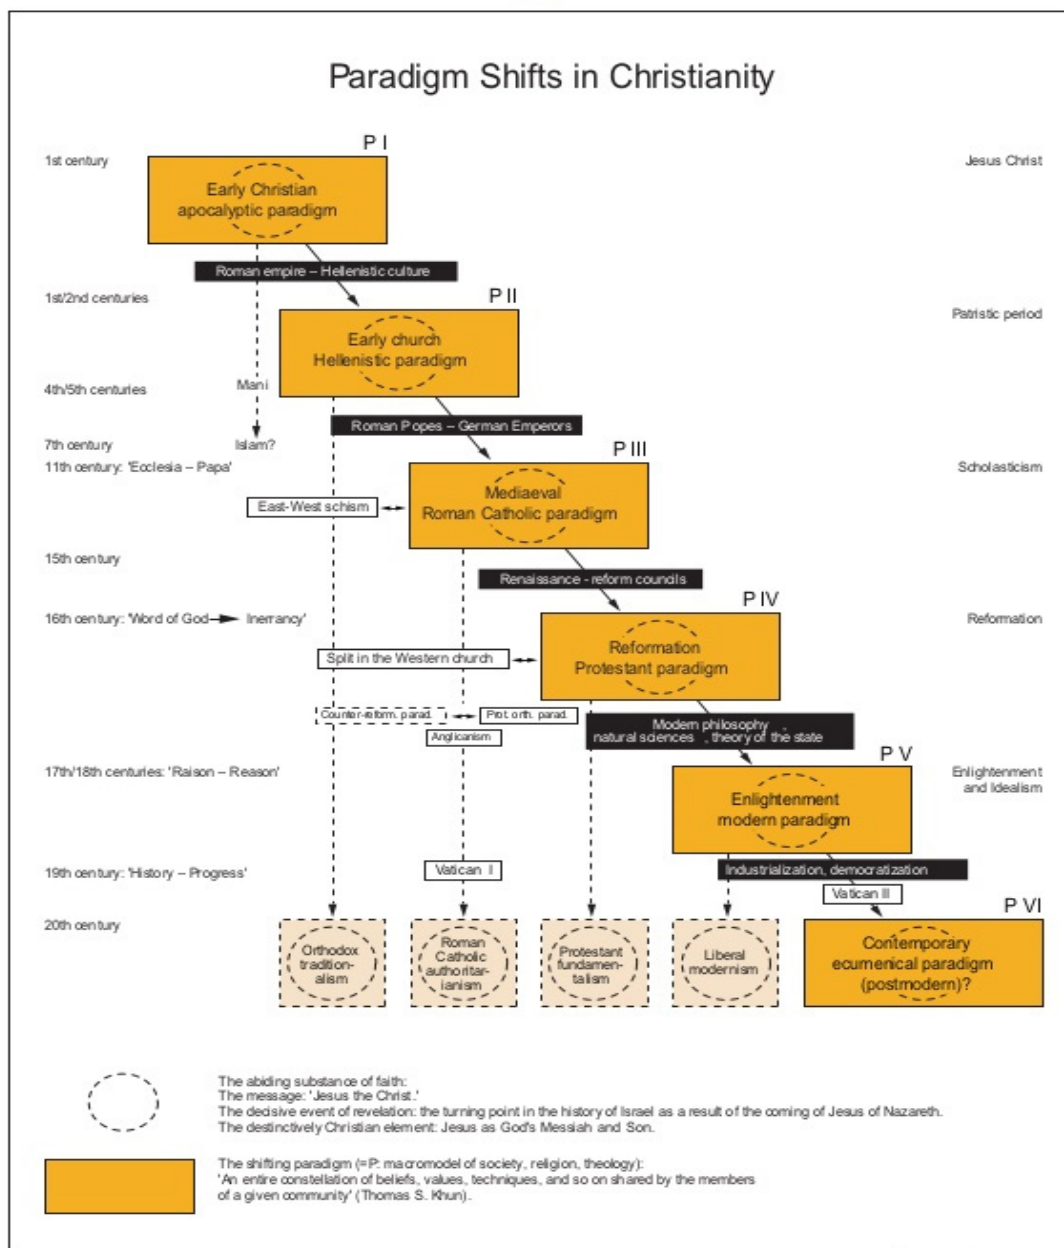 Paradigm Shifts in Christianity
P I
1st century
Jesus Christ
Early Christian
apocalyptic paradigm
Roman empire – Hellenistic culture
1st/2nd centuries
P II
Patristic period
Early church
Hellenistic paradigm
4th/5th centuries
Mani
Roman Popes – German Emperors
7th century
Islam?
P III
11th century: 'Ecclesia – Papa'
Scholasticism
Mediaeval
Roman Catholic paradigm
East-West schism
15th century
Renaissance - reform councils
P IV
16th century: 'Word of God → Inerrancy'
Reformation
Reformation
Protestant paradigm
Split in the Western church
Counter-reform. parad.
Prot. orth. parad.
Anglicanism
Modern philosophy ,
natural sciences , theory of the state
P V
17th/18th centuries: 'Raison – Reason'
Enlightenment
and Idealism
Enlightenment
modern paradigm
19th century: 'History – Progress'
Vatican I
Industrialization, democratization
Vatican II
P VI
20th century
Orthodox
tradition-
alism
Roman
Catholic
authoritar-
ianism
Protestant
fundamen-
talism
Liberal
modernism
Contemporary
ecumenical paradigm
(postmodern)?
The abiding substance of faith:
The message: 'Jesus the Christ.'
The decisive event of revelation: the turning point in the history of Israel as a result of the coming of Jesus of Nazareth.
The destinctively Christian element: Jesus as God's Messiah and Son.
The shifting paradigm (=P: macromodel of society, religion, theology):
'An entire constellation of beliefs, values, techniques, and so on shared by the members
of a given community' (Thomas S. Khun).